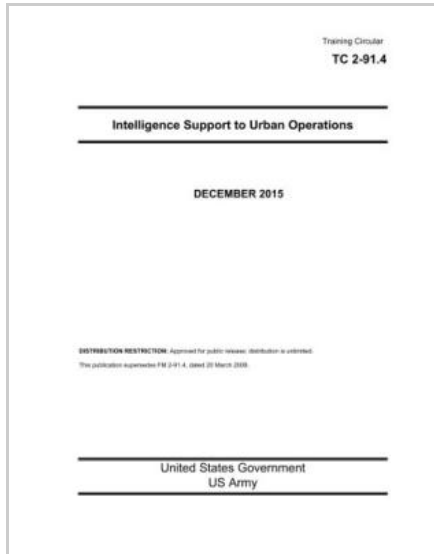 Training Circular
TC 2-91.4
Intelligence Support to Urban Operations
DECEMBER 2015
DISTRIBUTION RESTRICTION: Approved for public release; distribution is unlimited.
This publication supersedes FM 2-91.4, dated 20 March 2008.
United States Government
US Army